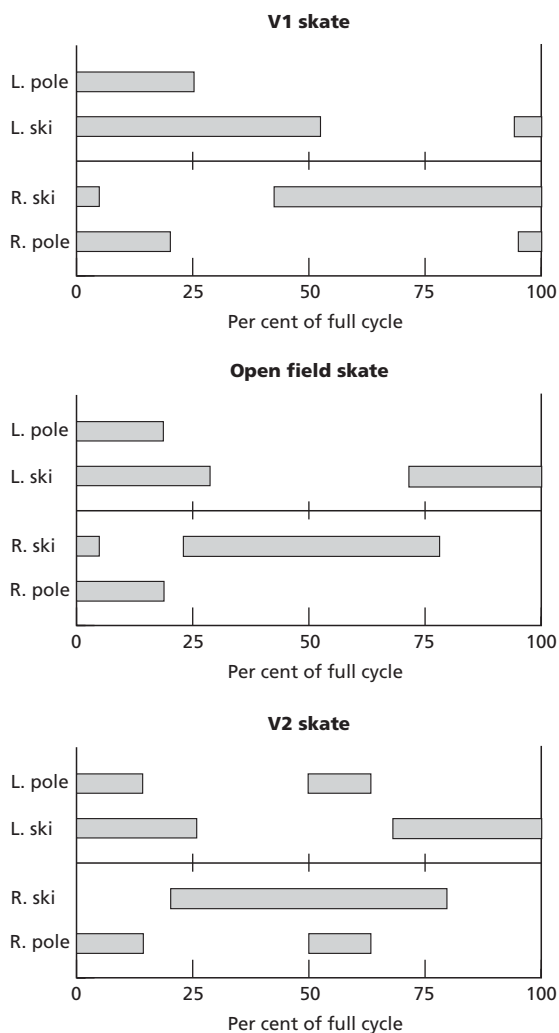 V1 skate
L. pole
L. ski
R. ski
R. pole
0 25 50 75 100
Per cent of full cycle
Open field skate
L. pole
L. ski
R. ski
R. pole
0 25 50 75 100
Per cent of full cycle
V2 skate
L. pole
L. ski
R. ski
R. pole
0 25 50 75 100
Per cent of full cycle